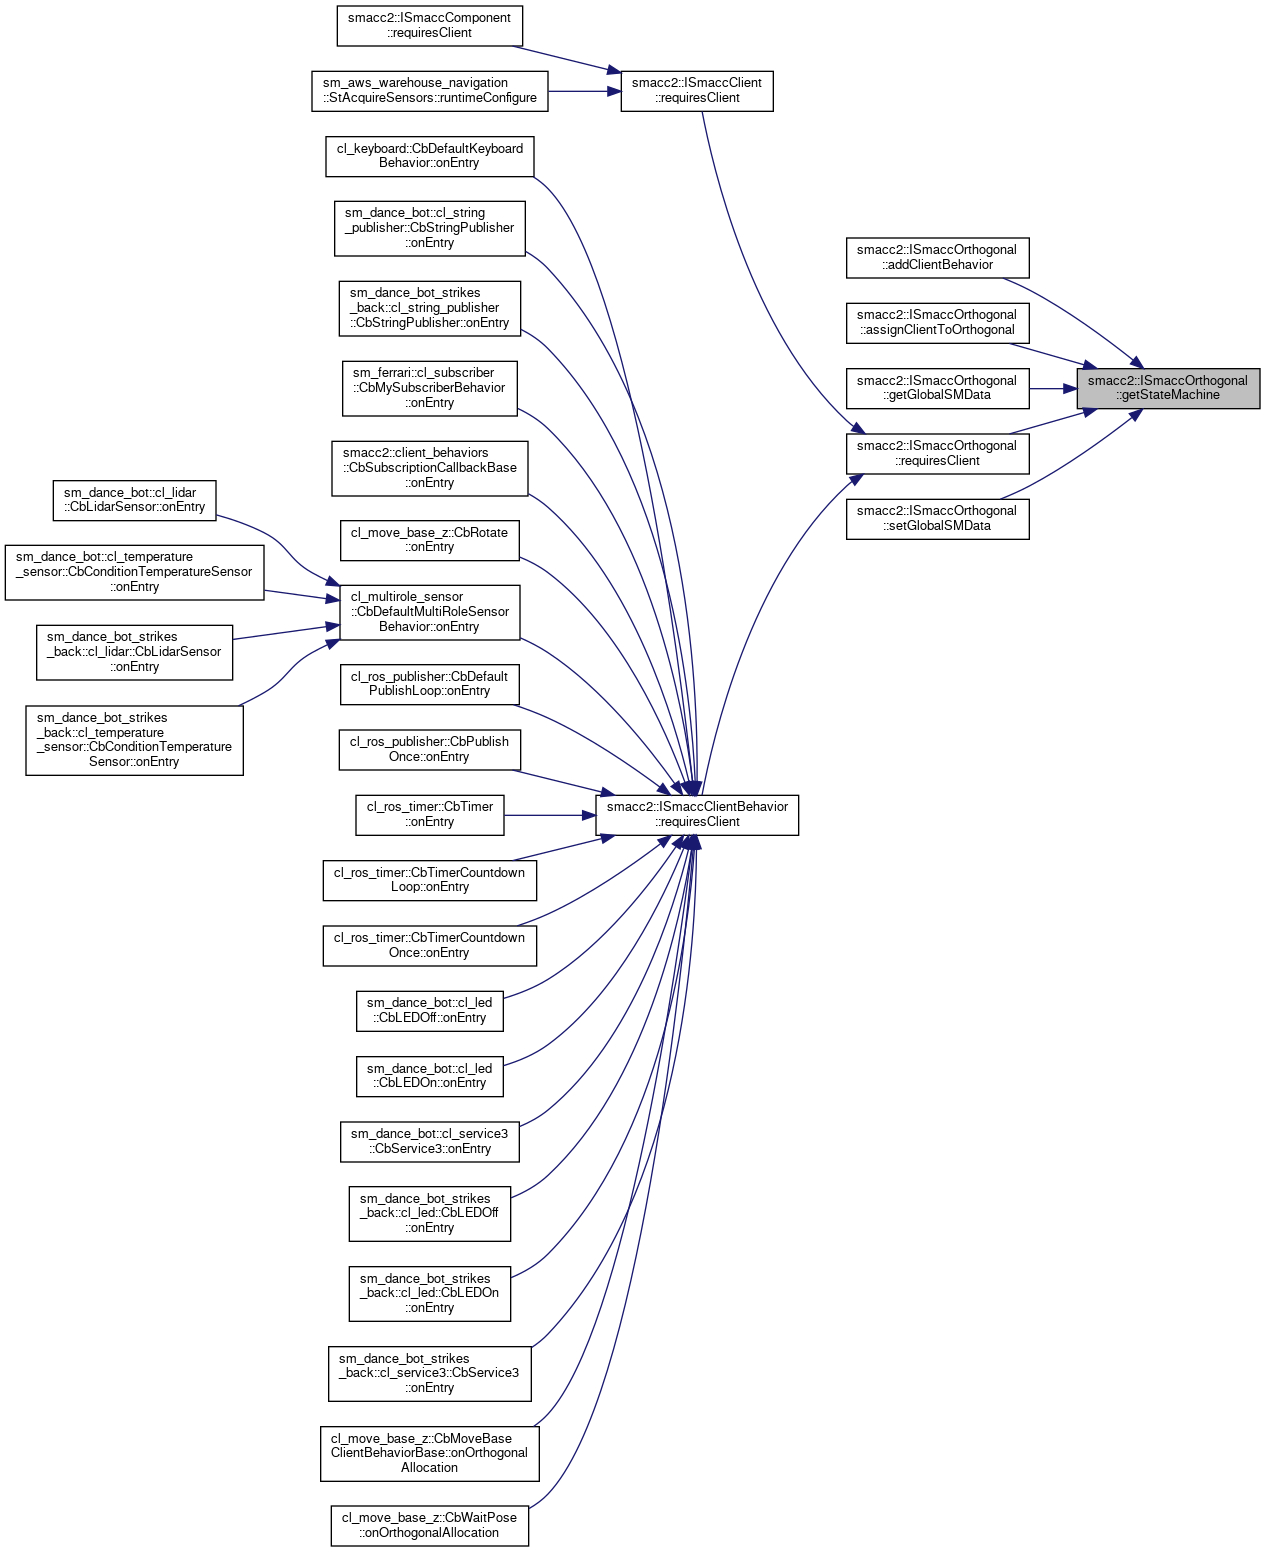 smacc2::ISmaccComponent
::requiresClient
sm_aws_warehouse_navigation
::StAcquireSensors::runtimeConfigure
smacc2::ISmaccClient
::requiresClient
cl_keyboard::CbDefaultKeyboard
Behavior::onEntry
sm_dance_bot::cl_string
_publisher::CbStringPublisher
::onEntry
sm_dance_bot_strikes
_back::cl_string_publisher
::CbStringPublisher::onEntry
sm_ferrari::cl_subscriber
::CbMySubscriberBehavior
::onEntry
smacc2::client_behaviors
::CbSubscriptionCallbackBase
::onEntry
cl_move_base_z::CbRotate
::onEntry
sm_dance_bot::cl_lidar
::CbLidarSensor::onEntry
sm_dance_bot::cl_temperature
_sensor::CbConditionTemperatureSensor
::onEntry
sm_dance_bot_strikes
_back::cl_lidar::CbLidarSensor
::onEntry
sm_dance_bot_strikes
_back::cl_temperature
_sensor::CbConditionTemperature
Sensor::onEntry
cl_multirole_sensor
::CbDefaultMultiRoleSensor
Behavior::onEntry
cl_ros_publisher::CbDefault
PublishLoop::onEntry
cl_ros_publisher::CbPublish
Once::onEntry
cl_ros_timer::CbTimer
::onEntry
cl_ros_timer::CbTimerCountdown
Loop::onEntry
cl_ros_timer::CbTimerCountdown
Once::onEntry
sm_dance_bot::cl_led
::CbLEDOff::onEntry
sm_dance_bot::cl_led
::CbLEDOn::onEntry
sm_dance_bot::cl_service3
::CbService3::onEntry
sm_dance_bot_strikes
_back::cl_led::CbLEDOff
::onEntry
sm_dance_bot_strikes
_back::cl_led::CbLEDOn
::onEntry
sm_dance_bot_strikes
_back::cl_service3::CbService3
::onEntry
cl_move_base_z::CbMoveBase
ClientBehaviorBase::onOrthogonal
Allocation
cl_move_base_z::CbWaitPose
::onOrthogonalAllocation
smacc2::ISmaccClientBehavior
::requiresClient
smacc2::ISmaccOrthogonal
::addClientBehavior
smacc2::ISmaccOrthogonal
::assignClientToOrthogonal
smacc2::ISmaccOrthogonal
::getGlobalSMData
smacc2::ISmaccOrthogonal
::requiresClient
smacc2::ISmaccOrthogonal
::setGlobalSMData
smacc2::ISmaccOrthogonal
::getStateMachine